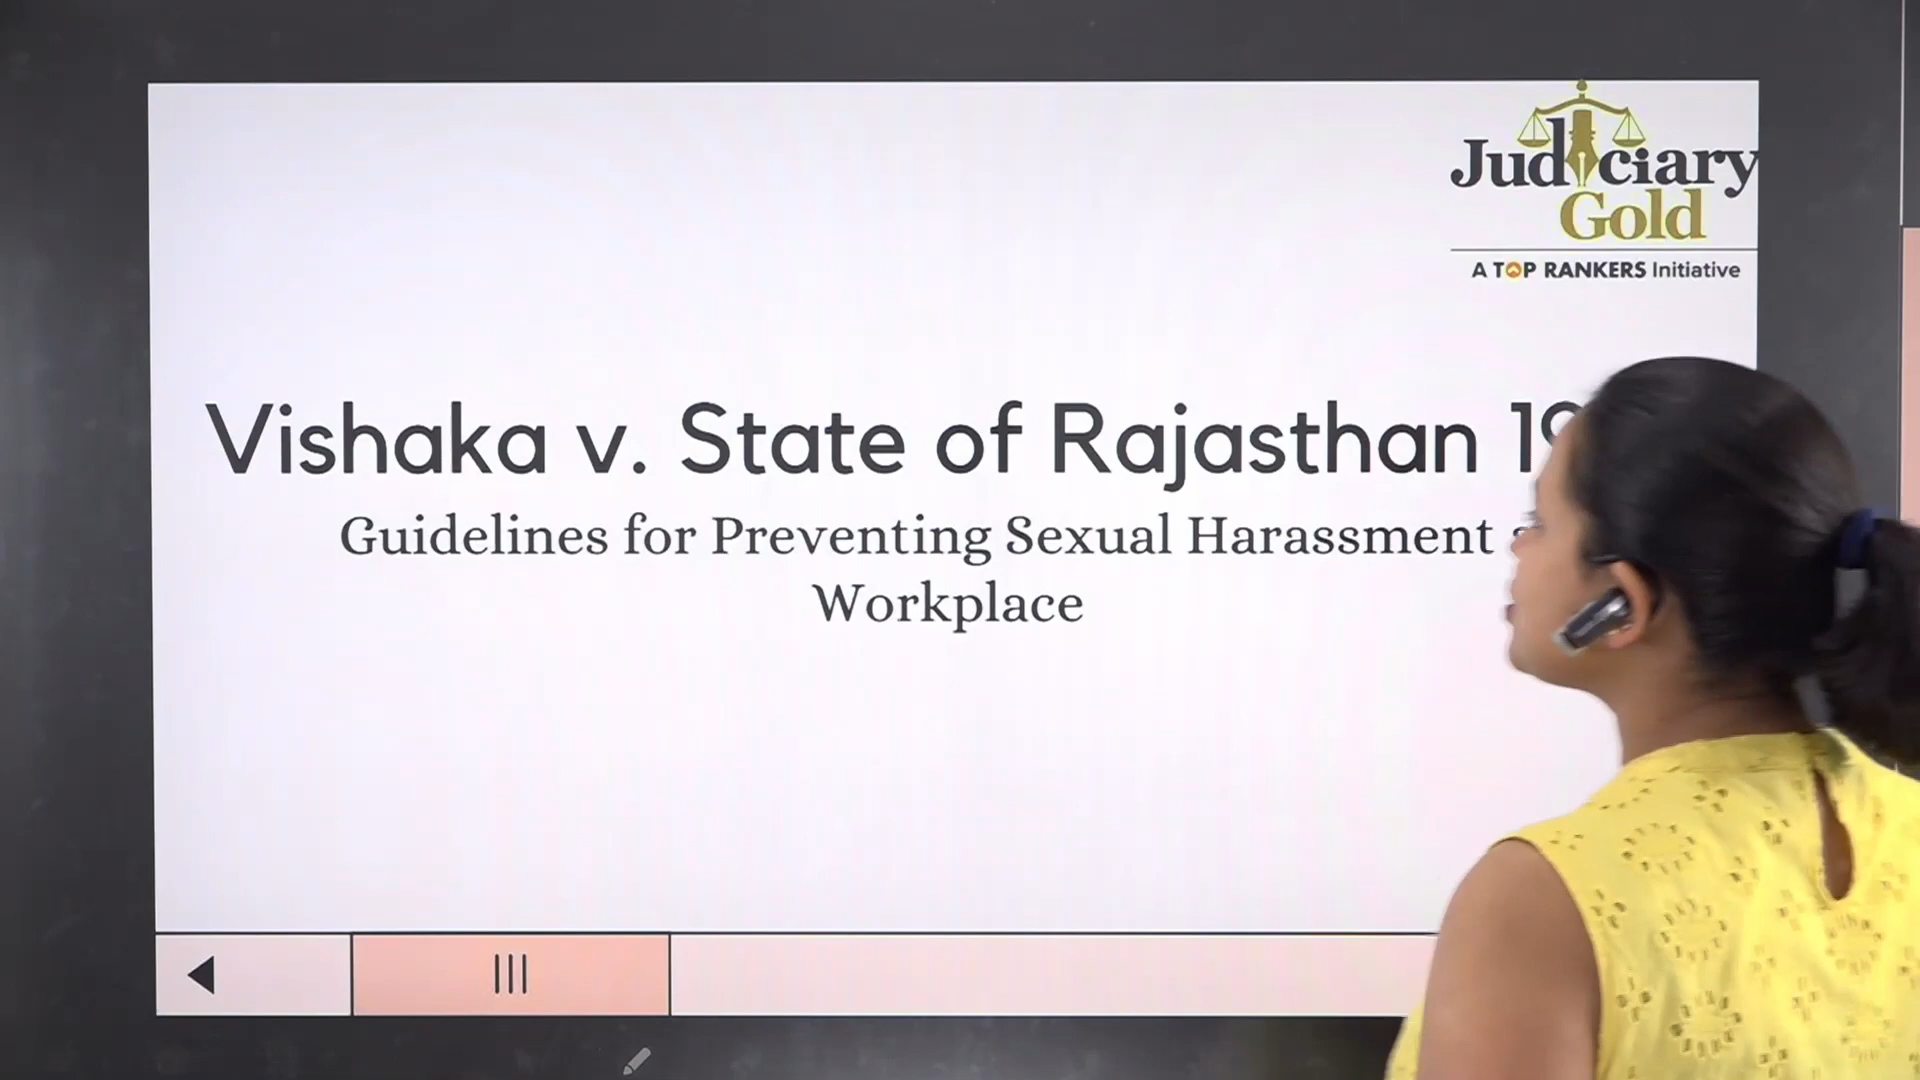 Judiciary
Gold
A TOP RANKERS Initiative
Vishaka v. State of Rajasthan
Guidelines for Preventing Sexual Harassment
Workplace